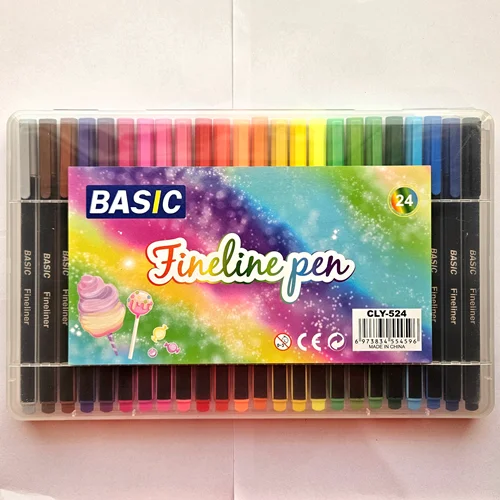 BASIC
24
Fineline pen
CLY-524
6 973834 554596
MADE IN CHINA
CE
BASIC Fineliner
BASIC Fineliner
BASIC Fineliner
BASIC Fineliner
BASIC Fineliner
BASIC Fineliner